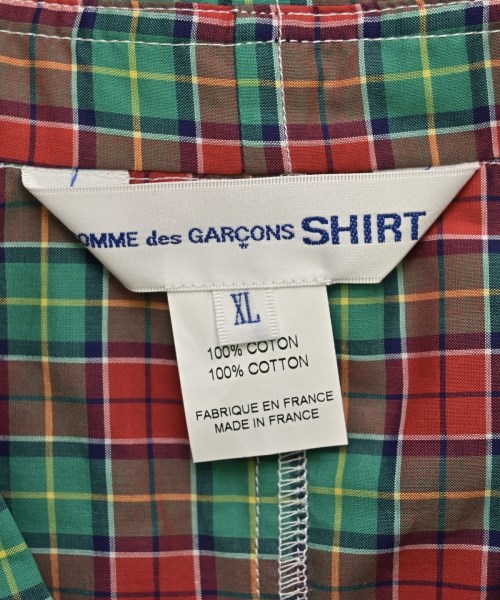 OMME des GARÇONS SHIRT
XL
100% COTON
100% COTTON
FABRIQUE EN FRANCE
MADE IN FRANCE